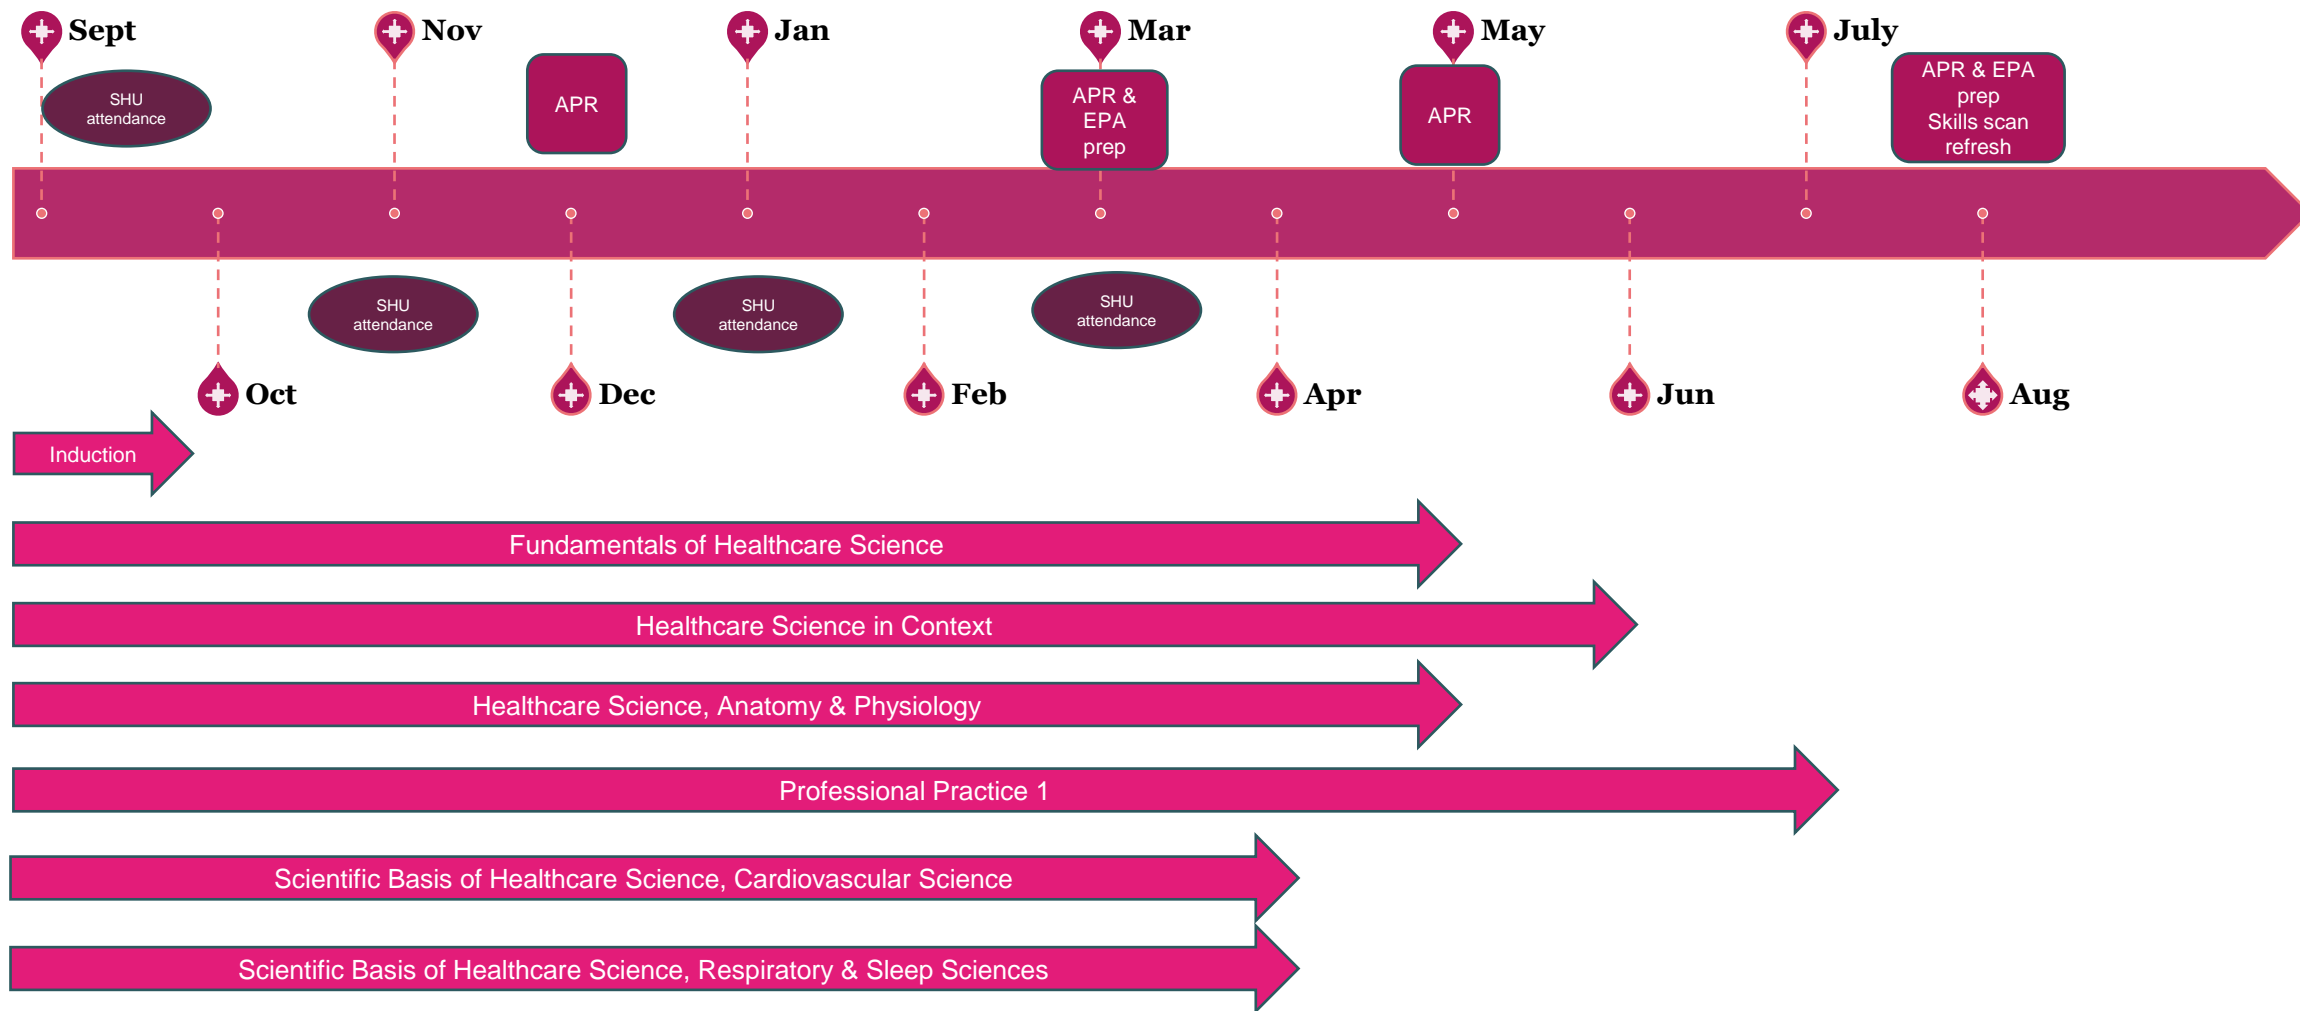 Sept
Nov
Jan
Mar
May
July
SHU
attendance
APR
APR &
EPA
prep
APR
APR & EPA
prep
Skills scan
refresh
SHU
attendance
SHU
attendance
SHU
attendance
Oct
Dec
Feb
Apr
Jun
Aug
Induction
Fundamentals of Healthcare Science
Healthcare Science in Context
Healthcare Science, Anatomy & Physiology
Professional Practice 1
Scientific Basis of Healthcare Science, Cardiovascular Science
Scientific Basis of Healthcare Science, Respiratory & Sleep Sciences